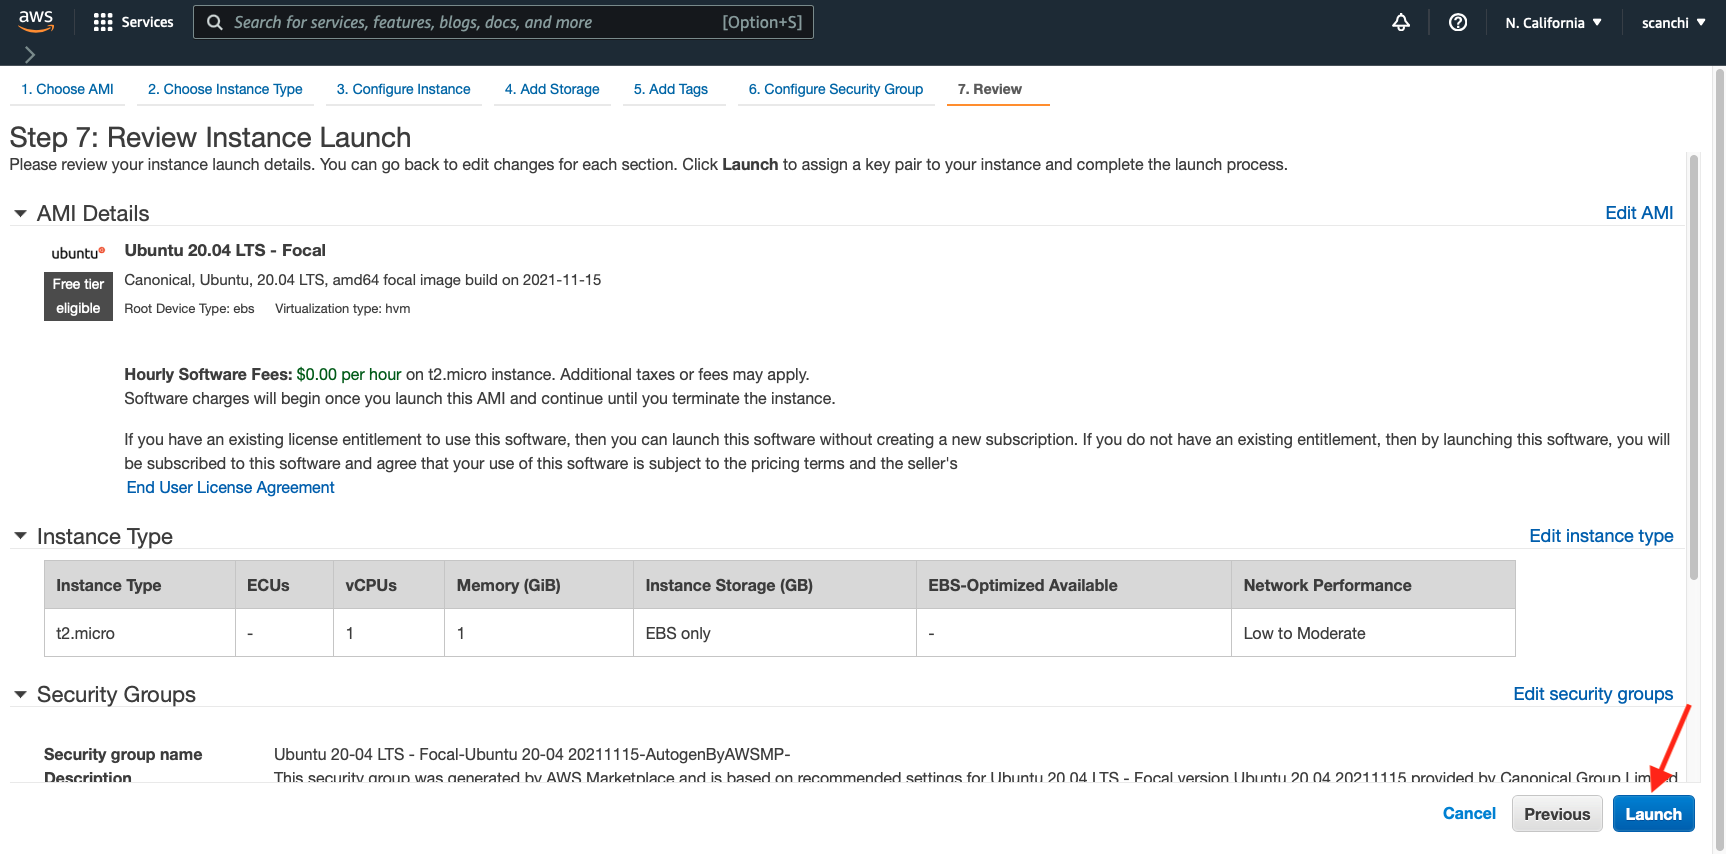 aws
Services
Search for services, features, blogs, docs, and more
[Option+S]
N. California
scanchi
1. Choose AMI
2. Choose Instance Type
3. Configure Instance
4. Add Storage
5. Add Tags
6. Configure Security Group
7. Review
Step 7: Review Instance Launch
Please review your instance launch details. You can go back to edit changes for each section. Click Launch to assign a key pair to your instance and complete the launch process.
AMI Details
Edit AMI
ubuntu
Free tier
eligible
Ubuntu 20.04 LTS - Focal
Canonical, Ubuntu, 20.04 LTS, amd64 focal image build on 2021-11-15
Root Device Type: ebs Virtualization type: hvm
Hourly Software Fees: $0.00 per hour on t2.micro instance. Additional taxes or fees may apply.
Software charges will begin once you launch this AMI and continue until you terminate the instance.
If you have an existing license entitlement to use this software, then you can launch this software without creating a new subscription. If you do not have an existing entitlement, then by launching this software, you will
be subscribed to this software and agree that your use of this software is subject to the pricing terms and the seller's
End User License Agreement
Instance Type
Edit instance type
Instance Type ECUs vCPUs Memory (GiB) Instance Storage (GB) EBS-Optimized Available Network Performance
t2.micro - 1 1 EBS only - Low to Moderate
Security Groups
Edit security groups
Security group name Ubuntu 20-04 LTS - Focal-Ubuntu 20-04 20211115-AutogenByAWSMP-
Description This security group was generated by AWS Marketplace and is based on recommended settings for Ubuntu 20.04 LTS - Focal version Ubuntu 20.04 20211115 provided by Canonical Group Limited
Cancel
Previous
Launch